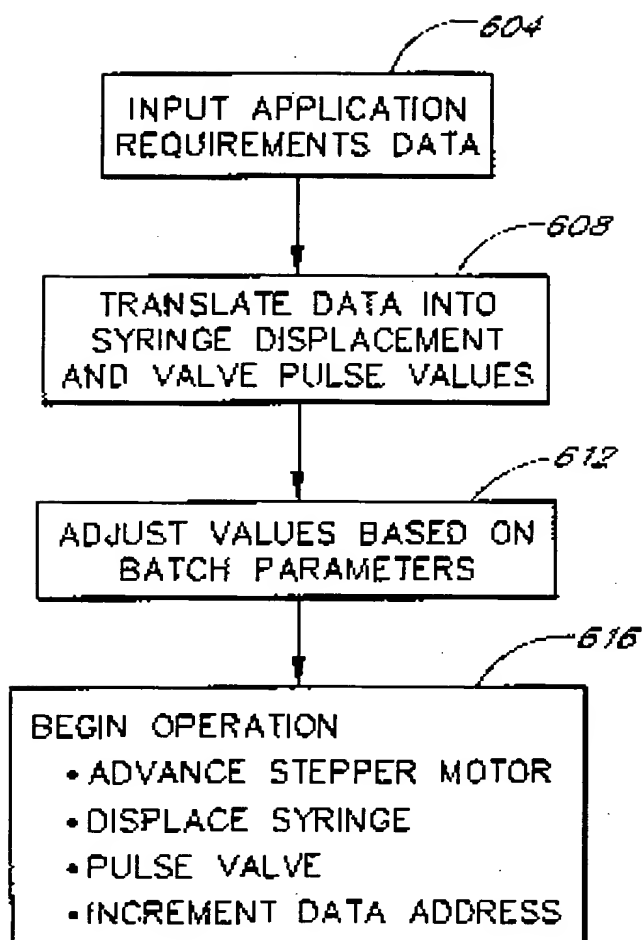 604
INPUT APPLICATION
REQUIREMENTS DATA
608
TRANSLATE DATA INTO
SYRINGE DISPLACEMENT
AND VALVE PULSE VALUES
612
ADJUST VALUES BASED ON
BATCH PARAMETERS
616
BEGIN OPERATION
• ADVANCE STEPPER MOTOR
• DISPLACE SYRINGE
• PULSE VALVE
• INCREMENT DATA ADDRESS